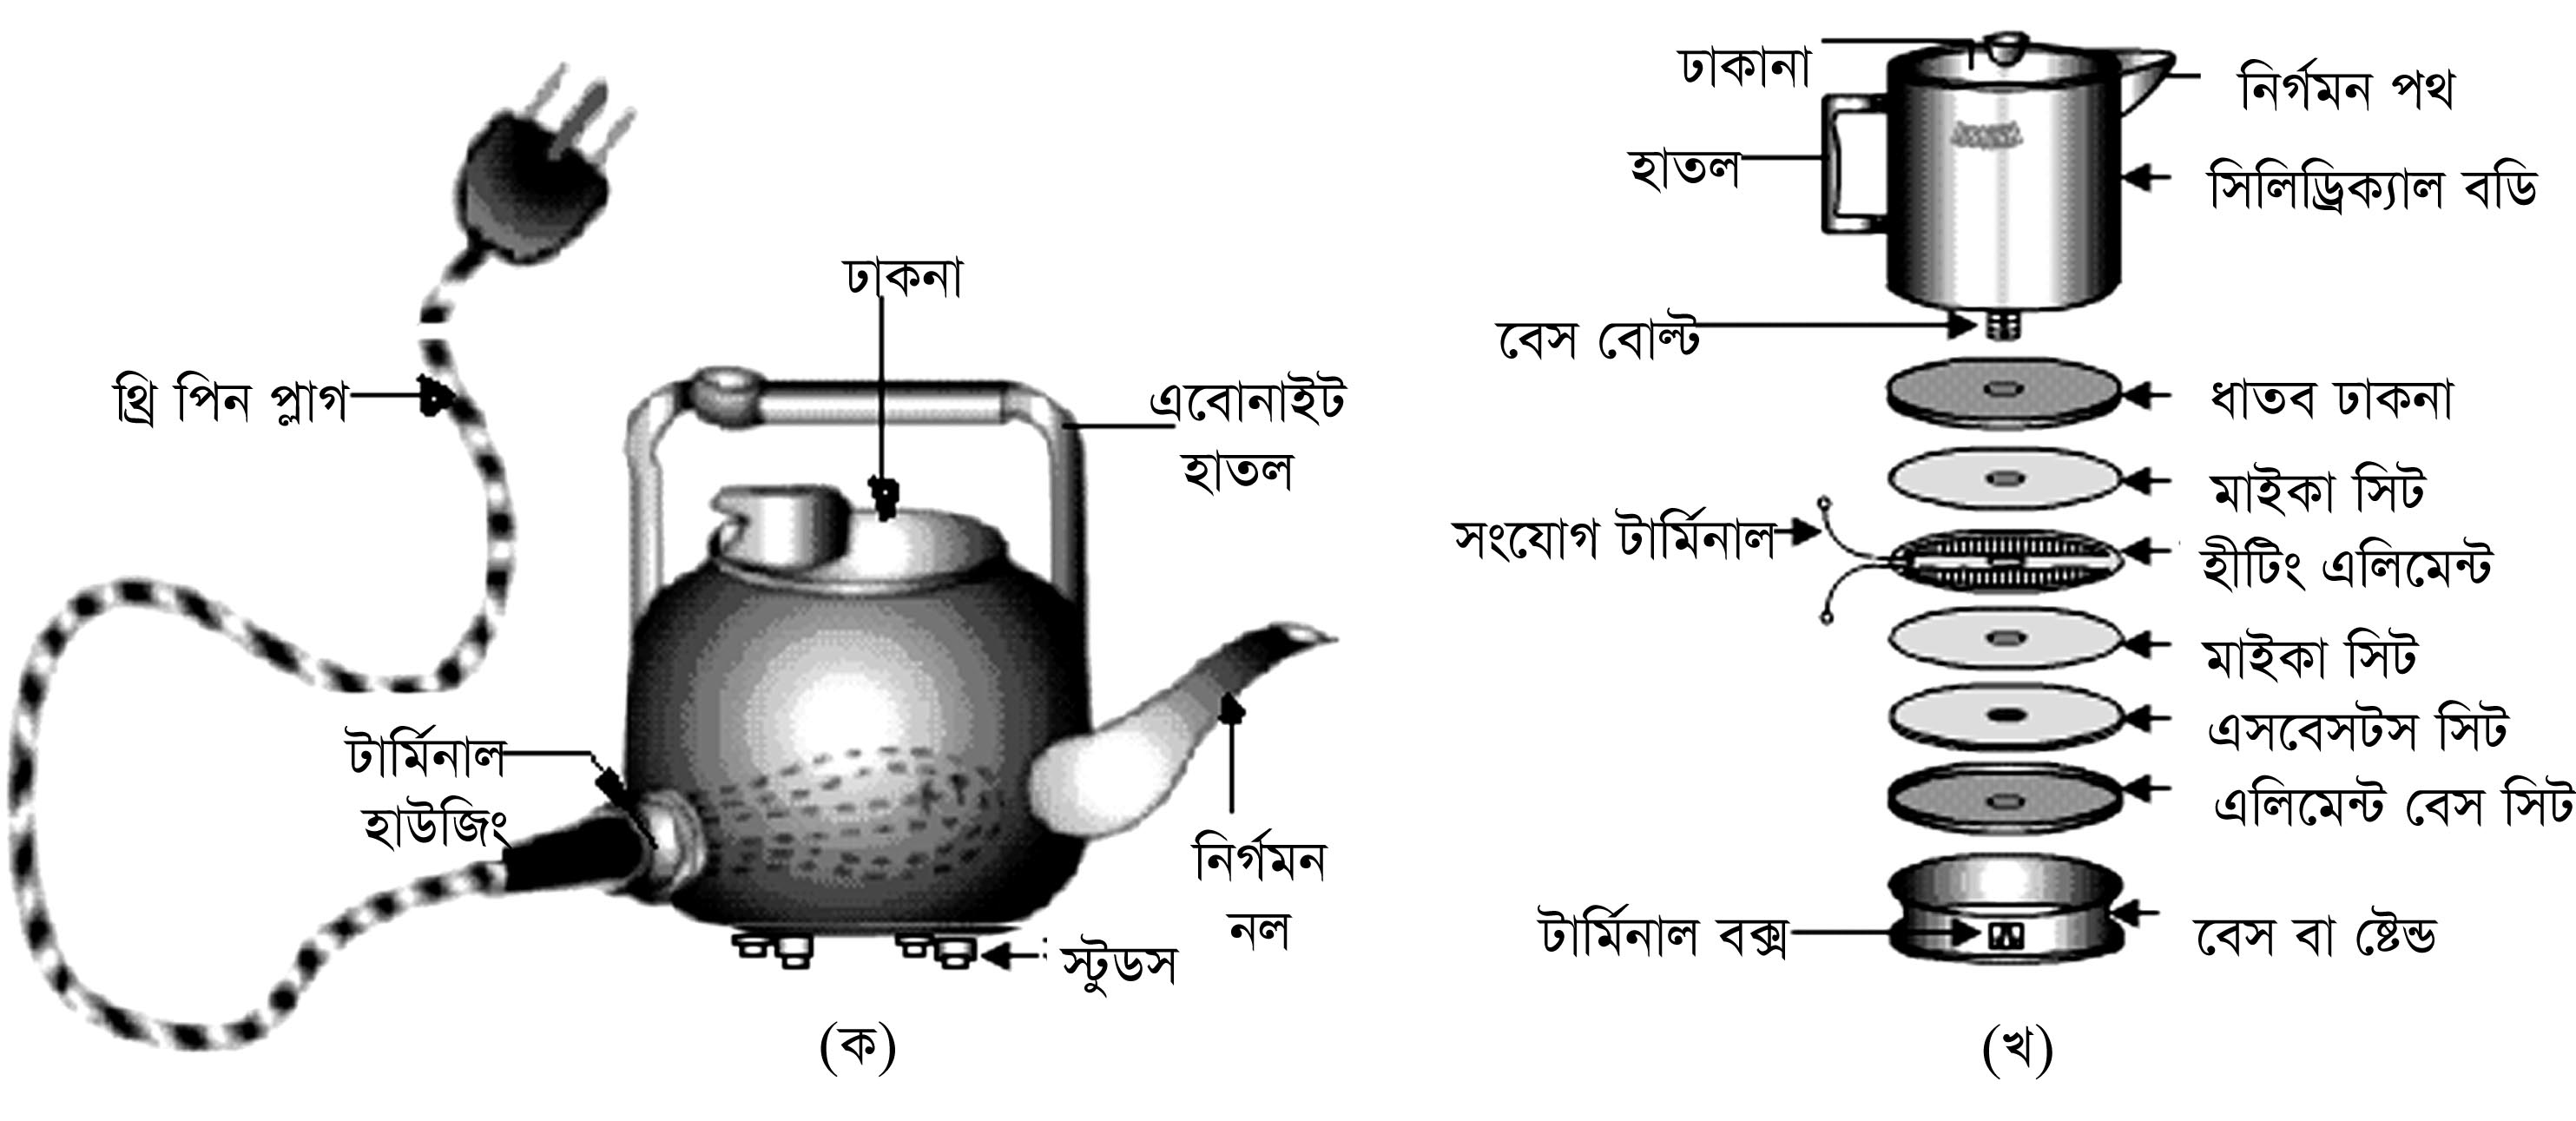 ঢাকনা
থ্রি পিন প্লাগ
এবোনাইট
হাতল
টার্মিনাল
হাউজিং
নির্গমন
নল
স্টুডস
(ক)
ঢাকানা
নির্গমন পথ
হাতল
সিলিড্রিক্যাল বডি
বেস বোল্ট
ধাতব ঢাকনা
মাইকা সিট
সংযোগ টার্মিনাল
হীটিং এলিমেন্ট
মাইকা সিট
এসবেসটস সিট
এলিমেন্ট বেস সিট
টার্মিনাল বক্স
বেস বা ষ্টেন্ড
(খ)